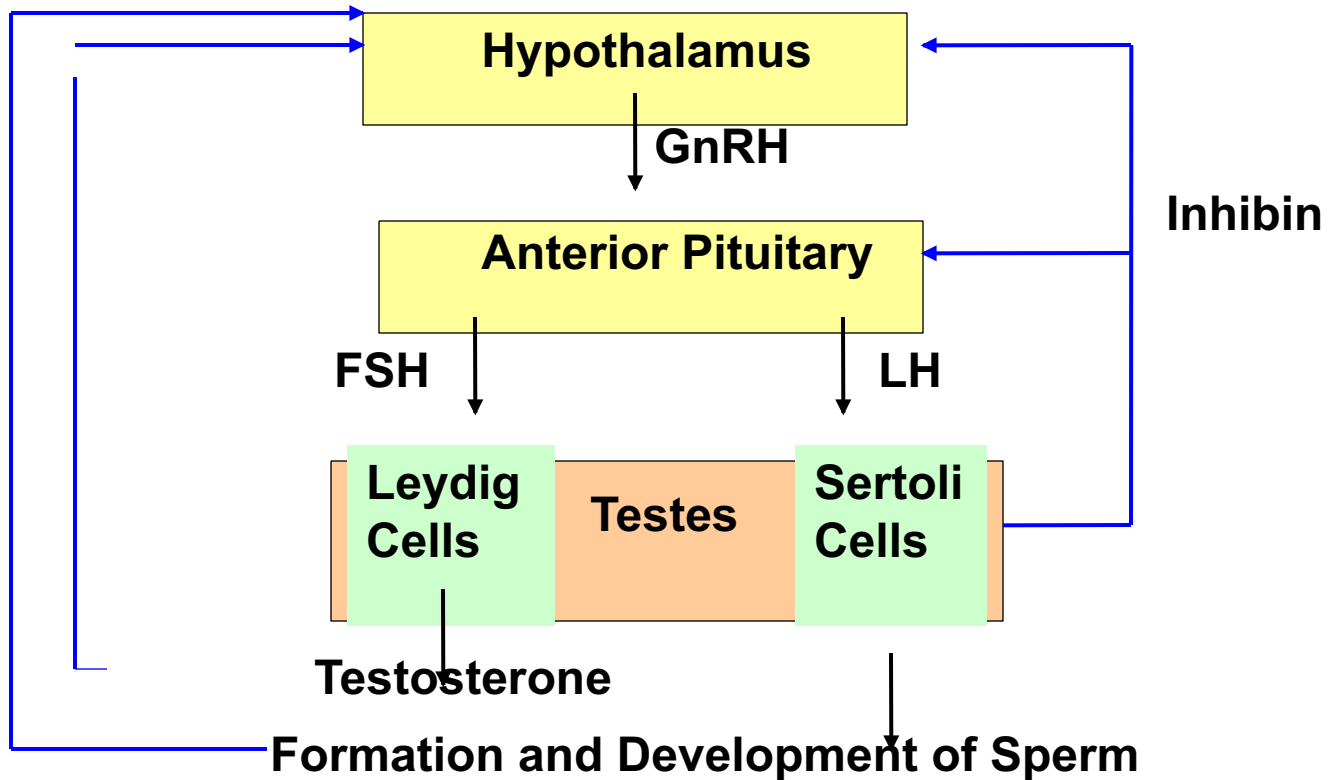 Hypothalamus
GnRH
Inhibin
Anterior Pituitary
FSH
LH
Leydig
Cells
Testes
Sertoli
Cells
Testosterone
Formation and Development of Sperm